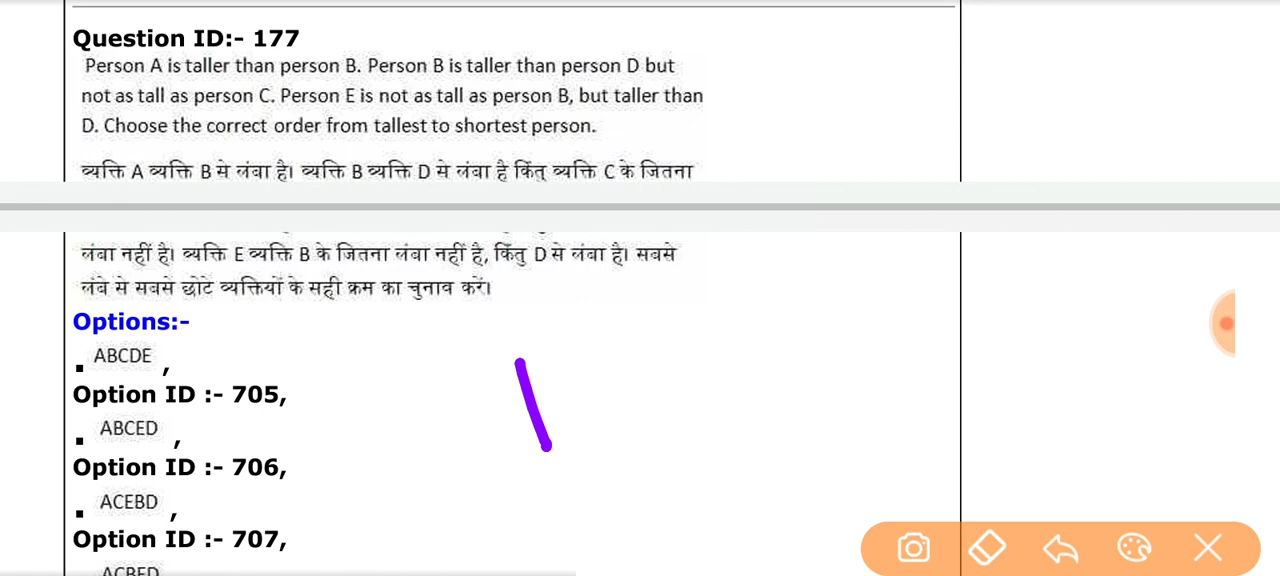 Question ID:- 177
Person A is taller than person B. Person B is taller than person D but
not as tall as person C. Person E is not as tall as person B, but taller than
D. Choose the correct order from tallest to shortest person.
व्यक्ति A व्यक्ति B से लंबा है। व्यक्ति B व्यक्ति D से लंबा है किंतु व्यक्ति C के जितना
लंबा नहीं है। व्यक्ति E व्यक्ति B के जितना लंबा नहीं है, किंतु D से लंबा है। सबसे
लंबे से सबसे छोटे व्यक्तियों के सही क्रम का चुनाव करें।
Options:-
▪ ABCDE ,
Option ID :- 705,
▪ ABCED ,
Option ID :- 706,
▪ ACEBD ,
Option ID :- 707,
ACBED